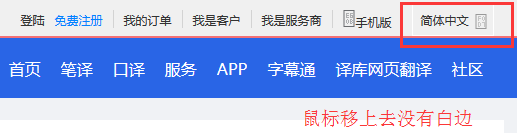 登陆 免费注册 我的订单 我是客户 我是服务商 手机版 简体中文
首页 笔译 口译 服务 APP 字幕通 译库网页翻译 社区
鼠标移上去没有白边